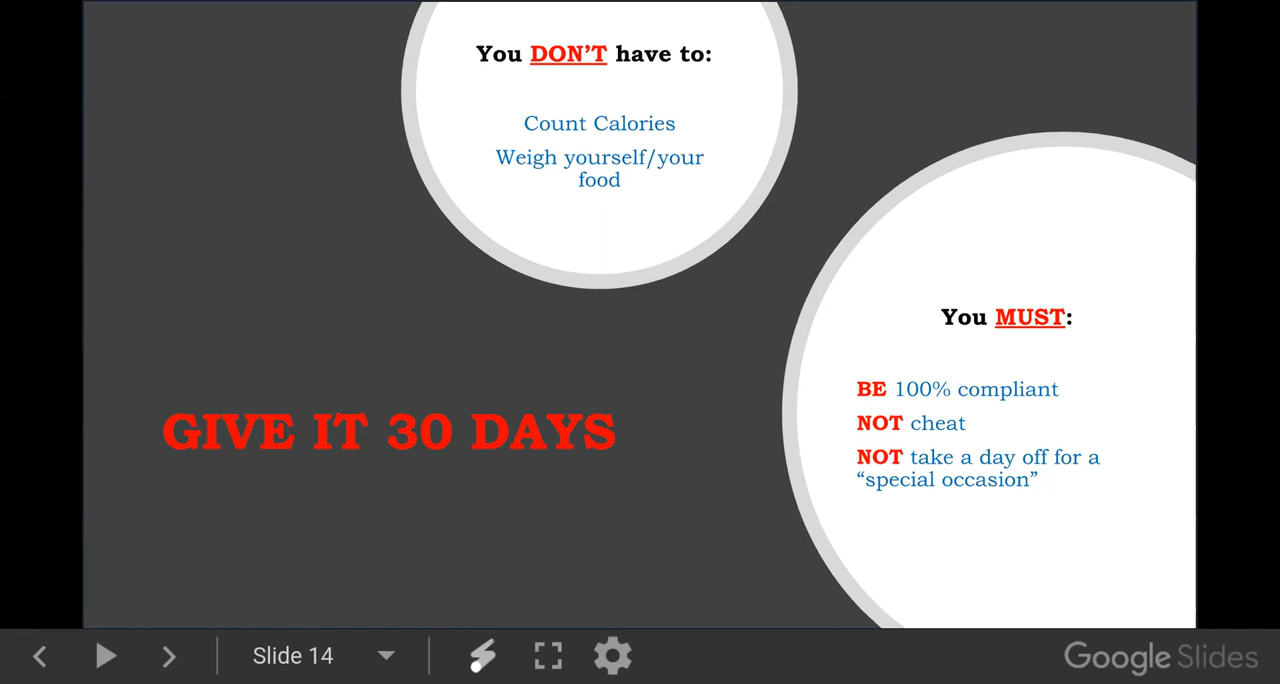 You DON'T have to:
Count Calories
Weigh yourself/your
food
You MUST:
BE 100% compliant
NOT cheat
NOT take a day off for a
“special occasion”
GIVE IT 30 DAYS
Slide 14
Google Slides